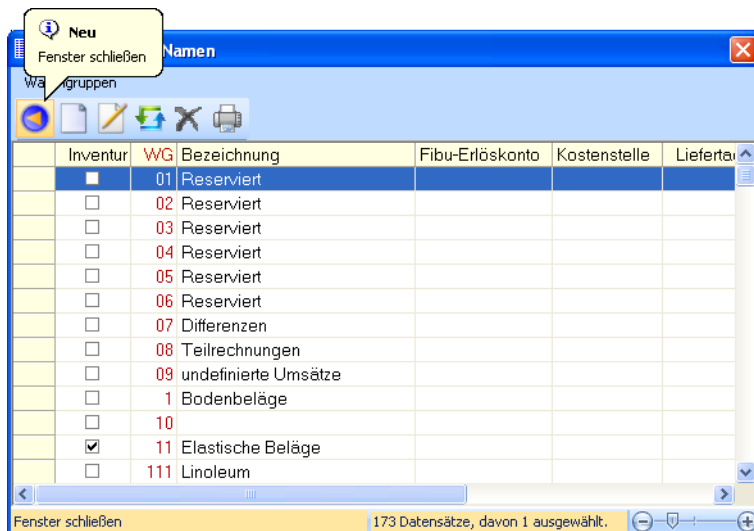 Neu
Fenster schließen
Namen
Inventur WG Bezeichnung Fibu-Erlöskonto Kostenstelle
01 Reserviert
02 Reserviert
03 Reserviert
04 Reserviert
05 Reserviert
06 Reserviert
07 Differenzen
08 Teilrechnungen
09 undefinierte Umsätze
1 Bodenbeläge
10
11 Elastische Beläge
111 Linoleum
Fenster schließen 173 Datensätze, davon 1 ausgewählt.